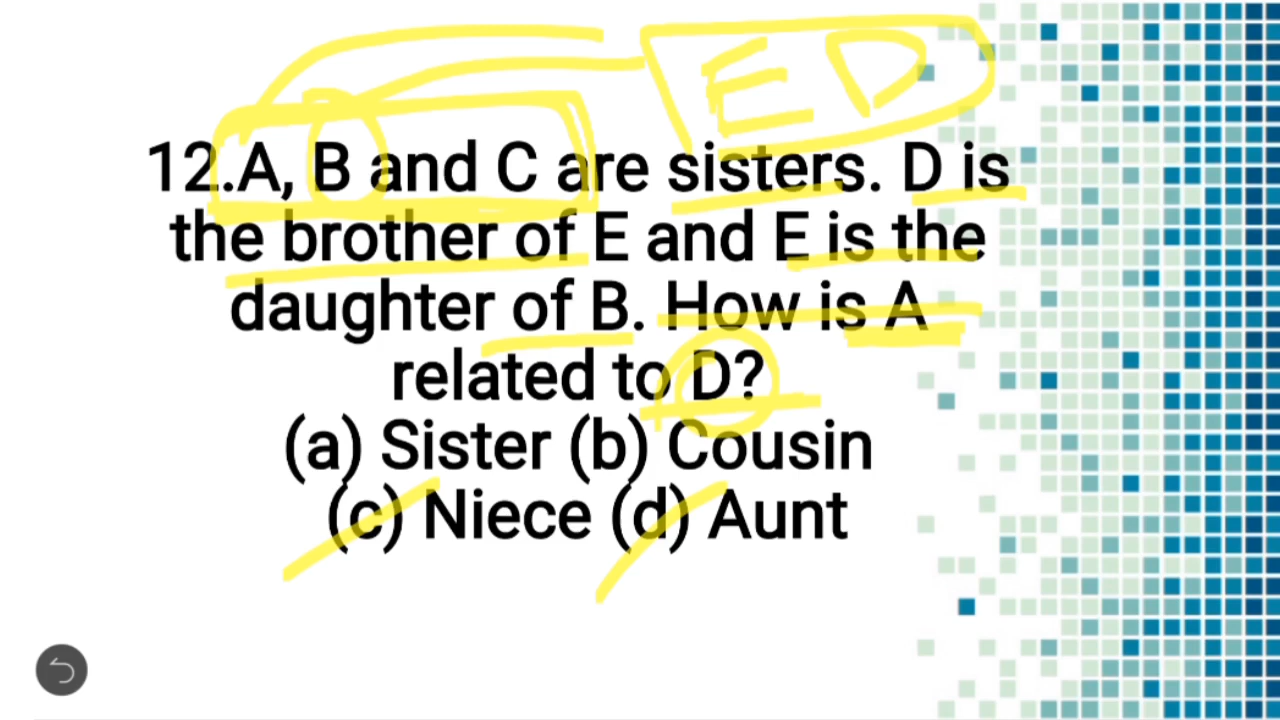 E D
12.A, B and C are sisters. D is
the brother of E and E is the
daughter of B. How is A
related to D?
(a) Sister (b) Cousin
(c) Niece (d) Aunt